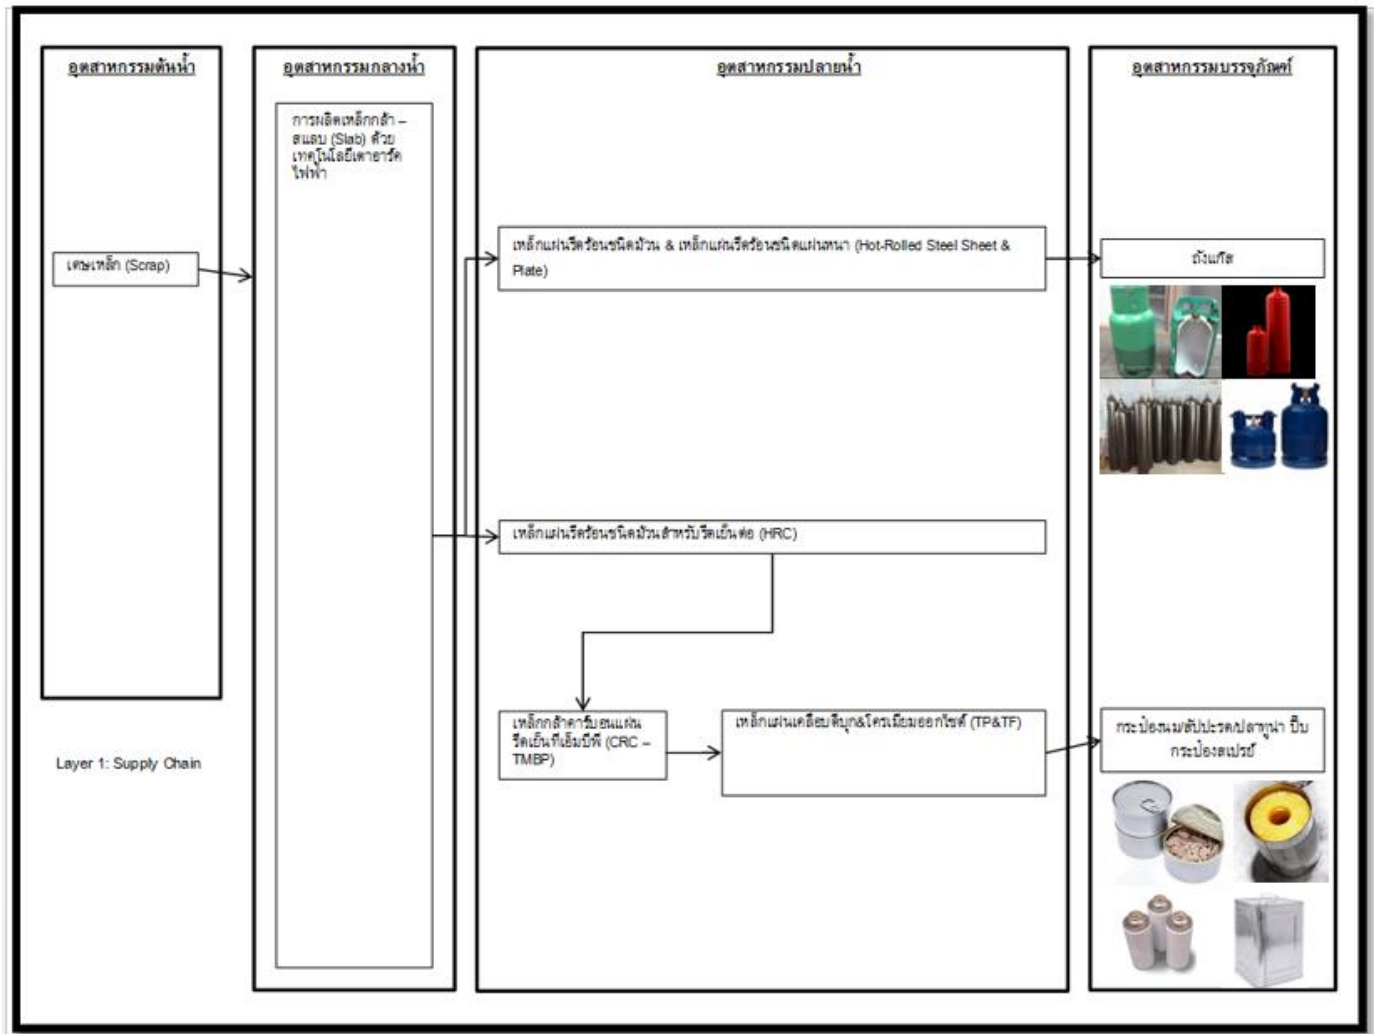 อุตสาหกรรมต้นน้ำ
เศษเหล็ก (Scrap)
Layer 1: Supply Chain
อุตสาหกรรมกลางน้ำ
การผลิตเหล็กกล้า –
สแลบ (Slab) ด้วย
เทคโนโลยีเตาอาร์ค
ไฟฟ้า
อุตสาหกรรมปลายน้ำ
เหล็กแผ่นรีดร้อนชนิดม้วน & เหล็กแผ่นรีดร้อนชนิดแผ่นหนา (Hot-Rolled Steel Sheet &
Plate)
เหล็กแผ่นรีดร้อนชนิดม้วนสำหรับรีดเย็นต่อ (HRC)
เหล็กกล้าคาร์บอนแผ่น
รีดเย็นทีเอ็มบีพี (CRC –
TMBP)
เหล็กแผ่นเคลือบดีบุก&โครเมียมออกไซด์ (TP&TF)
อุตสาหกรรมบรรจุภัณฑ์
ถังแก๊ส
กระป๋องนม/สับปะรด/ปลาทูน่า ปี๊บ
กระป๋องสเปรย์